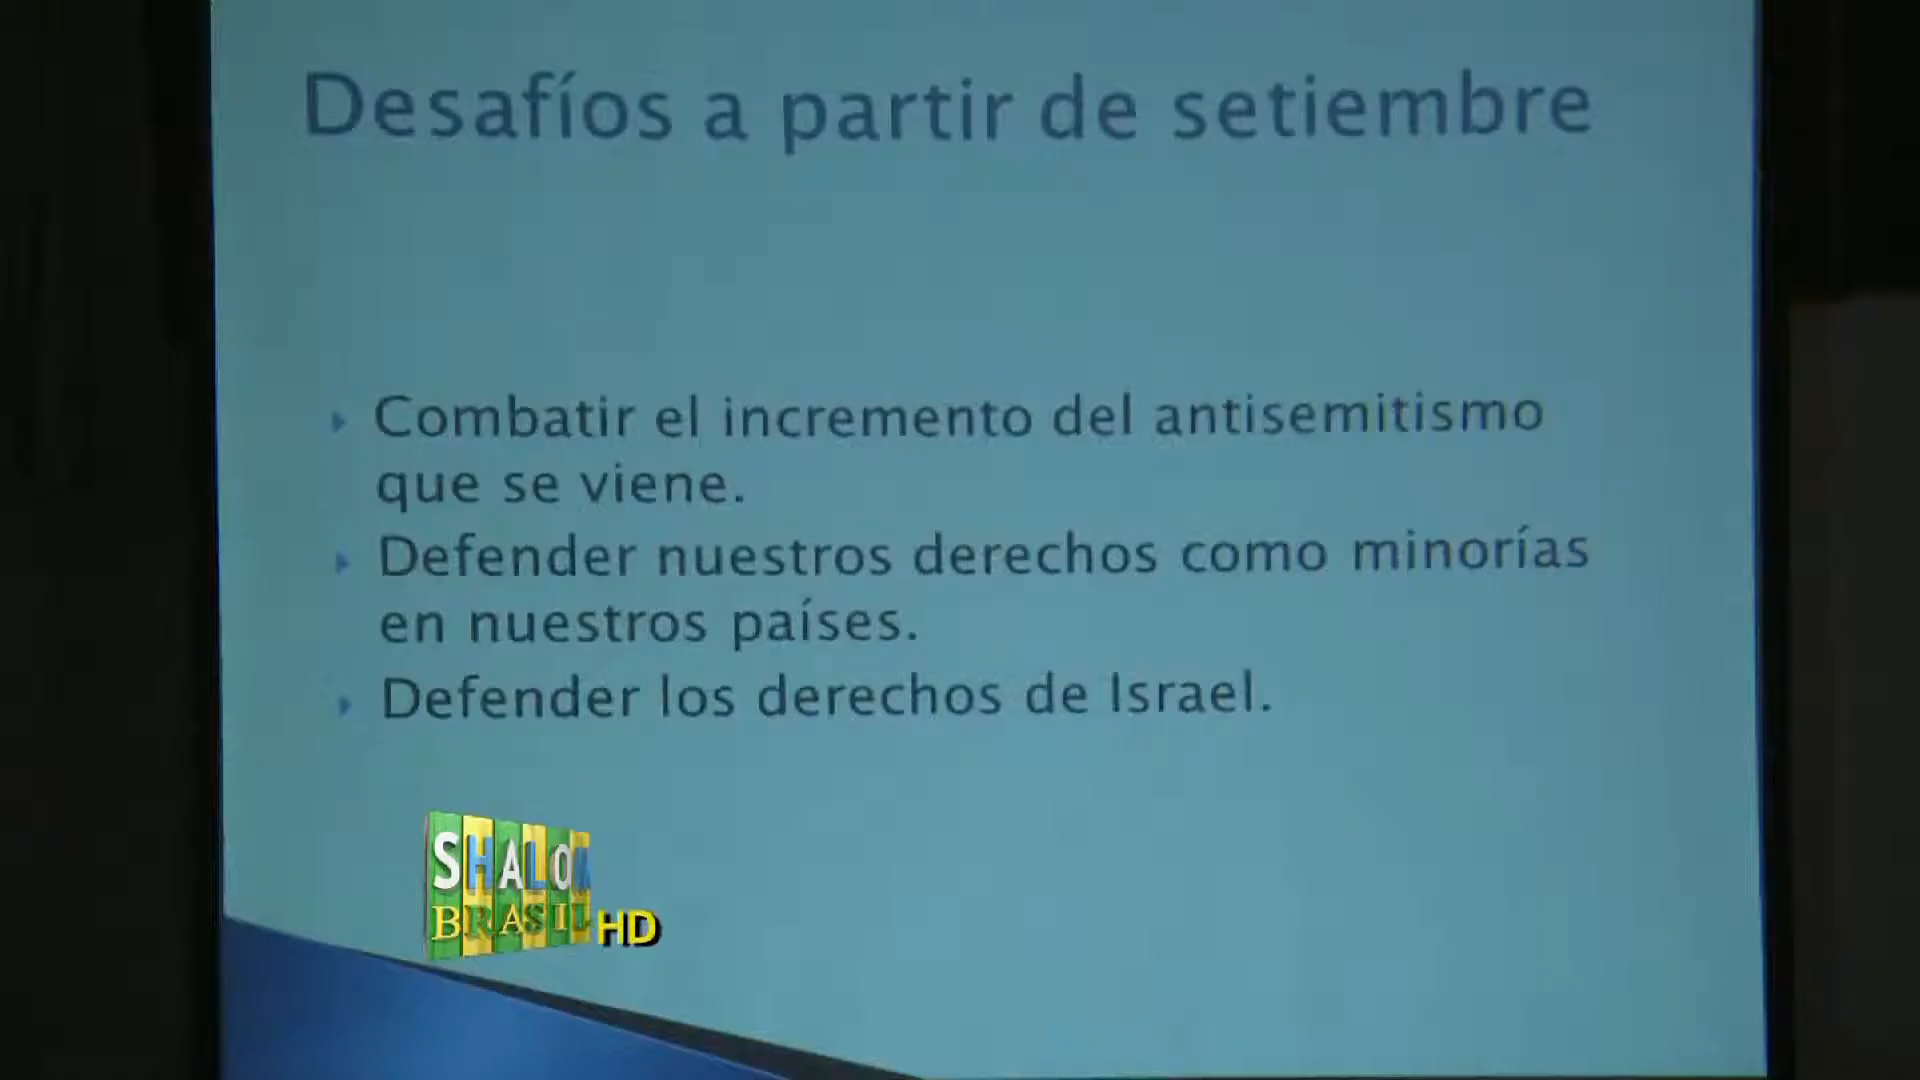 Desafíos a partir de setiembre
Combatir el incremento del antisemitismo
que se viene.
Defender nuestros derechos como minorías
en nuestros países.
Defender los derechos de Israel.
SHALOM
BRASIL HD